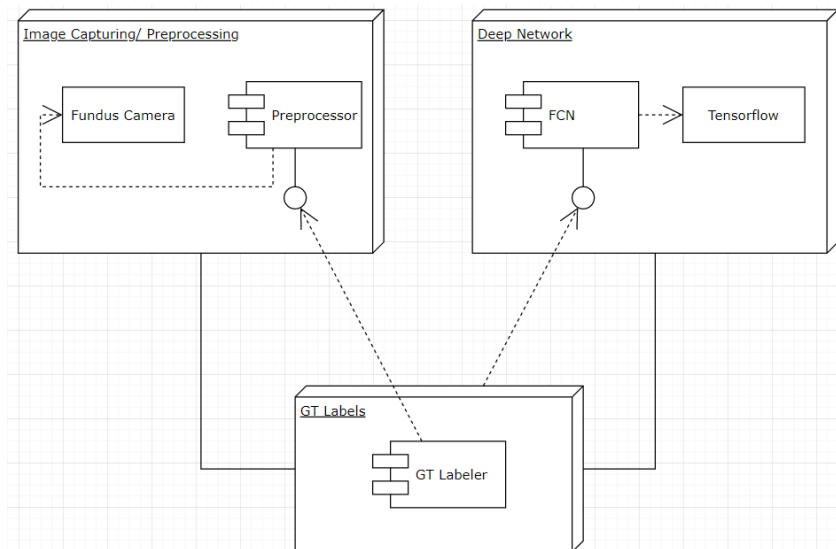 Image Capturing/ Preprocessing
Fundus Camera
Preprocessor
Deep Network
FCN
Tensorflow
GT Labels
GT Labeler